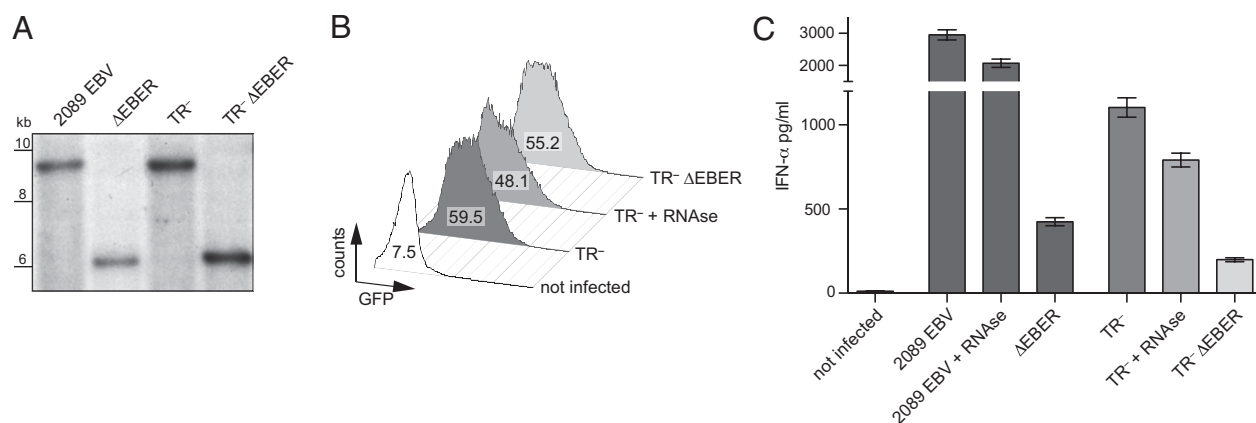 A
2089 EBV
ΔEBER
TR⁻
TR⁻ ΔEBER
kb
10
8
6
B
55.2
48.1
59.5
7.5
TR⁻ ΔEBER
TR⁻ + RNAse
TR⁻
not infected
counts
GFP
C
3000
2000
1000
500
0
IFN-α pg/ml
not infected
2089 EBV
2089 EBV + RNAse
ΔEBER
TR⁻
TR⁻ + RNAse
TR⁻ ΔEBER